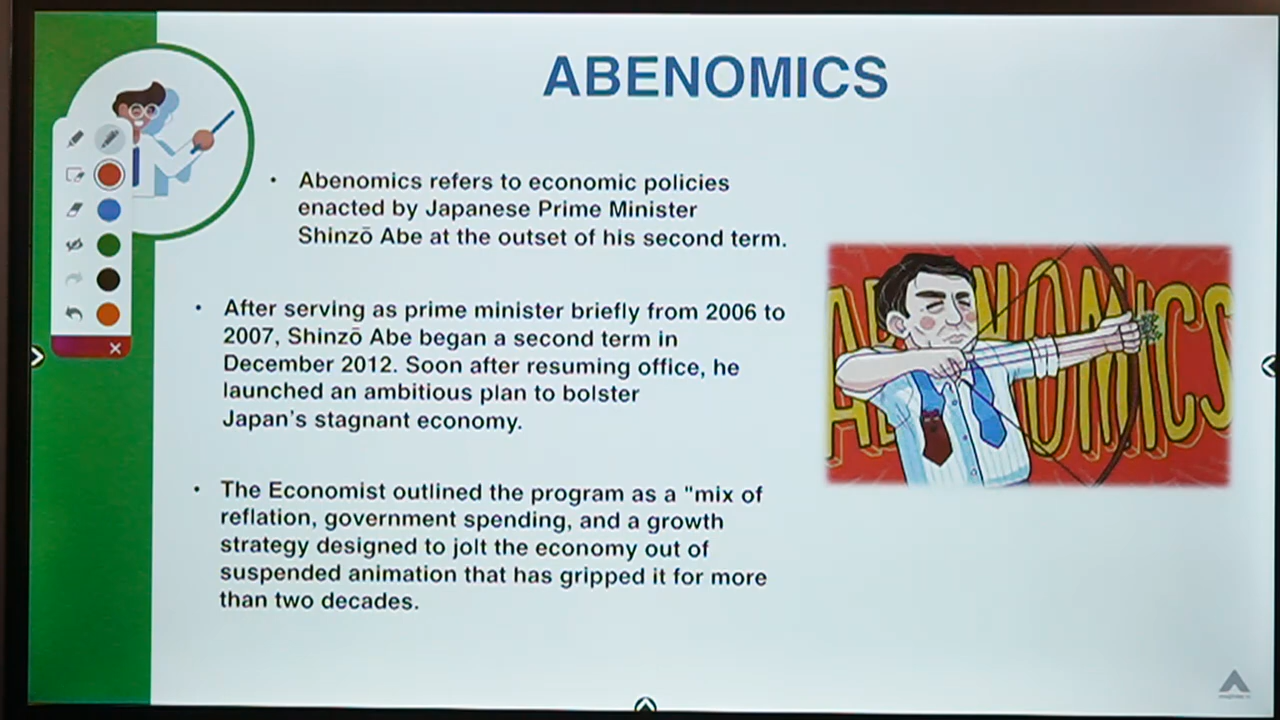 ABENOMICS
• Abenomics refers to economic policies
enacted by Japanese Prime Minister
Shinzō Abe at the outset of his second term.
• After serving as prime minister briefly from 2006 to
2007, Shinzō Abe began a second term in
December 2012. Soon after resuming office, he
launched an ambitious plan to bolster
Japan's stagnant economy.
• The Economist outlined the program as a "mix of
reflation, government spending, and a growth
strategy designed to jolt the economy out of
suspended animation that has gripped it for more
than two decades.
ABENOMICS